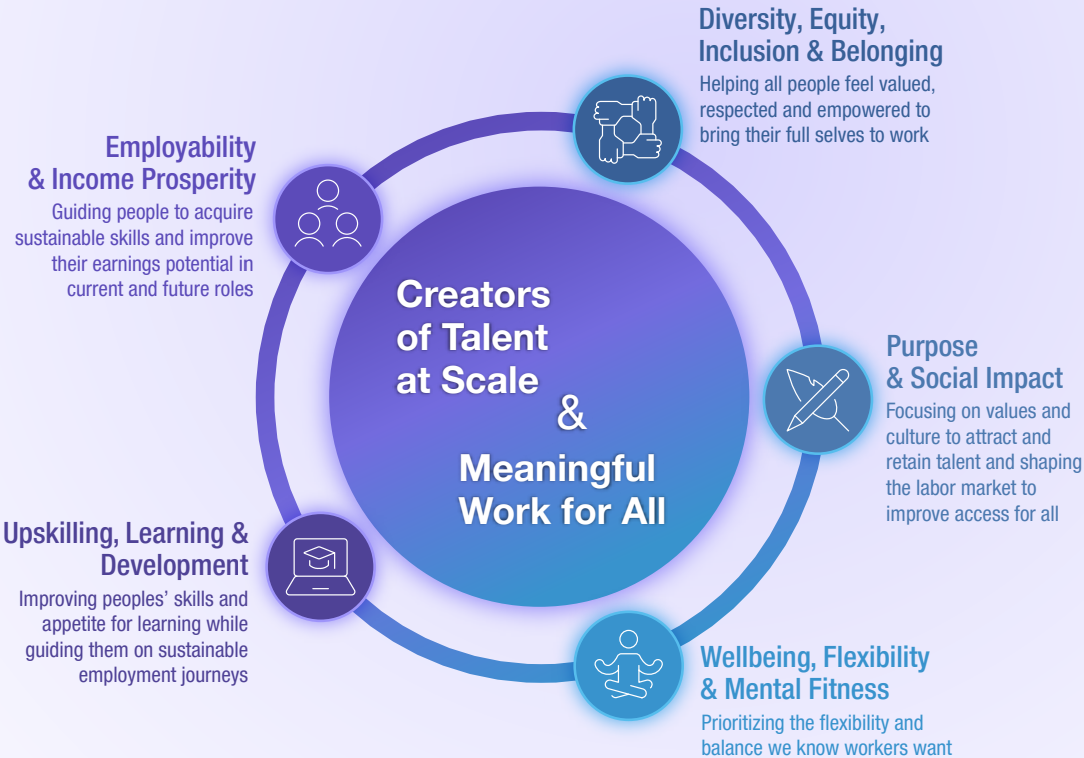 Diversity, Equity,
Inclusion & Belonging
Helping all people feel valued,
respected and empowered to
bring their full selves to work
Employability
& Income Prosperity
Guiding people to acquire
sustainable skills and improve
their earnings potential in
current and future roles
Creators
of Talent
at Scale
&
Meaningful
Work for All
Purpose
& Social Impact
Focusing on values and
culture to attract and
retain talent and shaping
the labor market to
improve access for all
Upskilling, Learning &
Development
Improving peoples’ skills and
appetite for learning while
guiding them on sustainable
employment journeys
Wellbeing, Flexibility
& Mental Fitness
Prioritizing the flexibility and
balance we know workers want